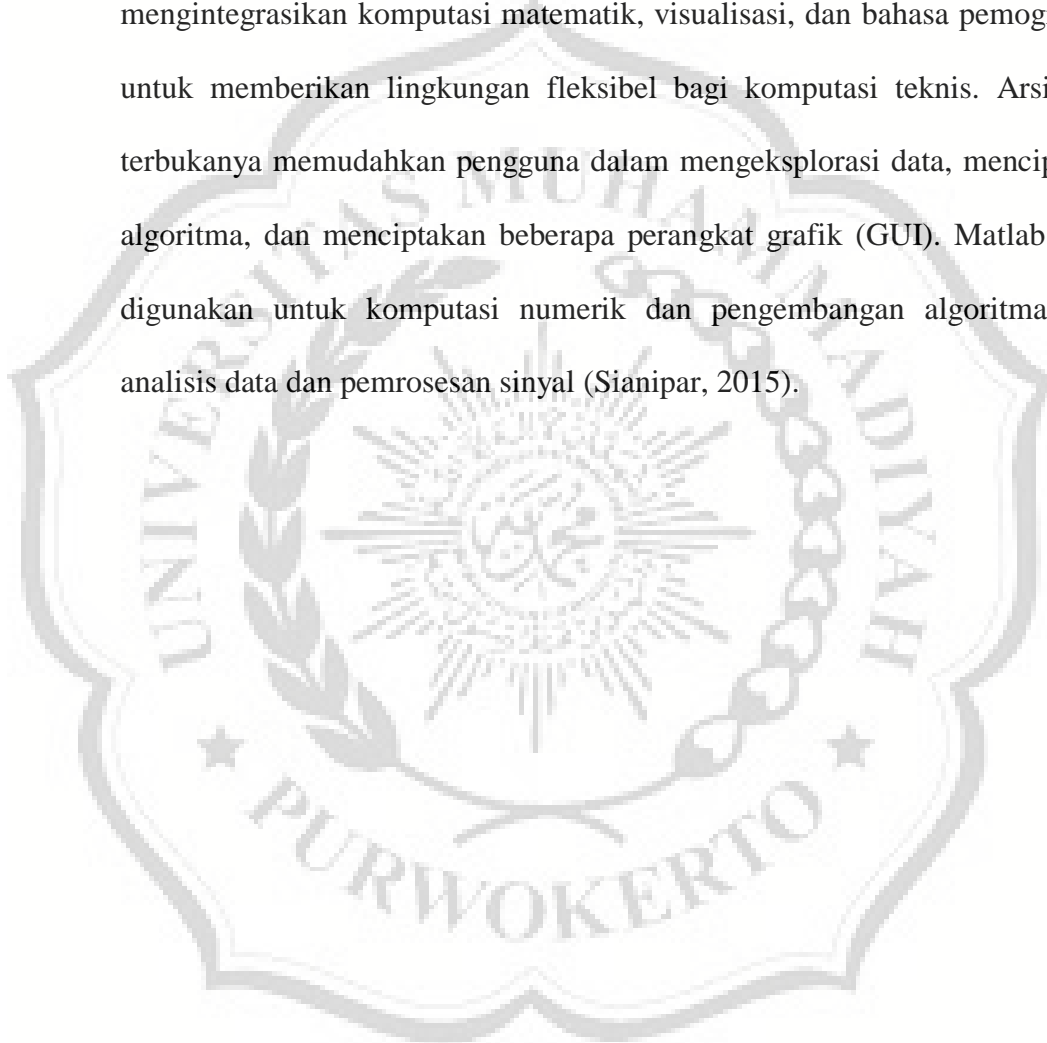 mengintegrasikan komputasi matematik, visualisasi, dan bahasa pemog
untuk memberikan lingkungan fleksibel bagi komputasi teknis. Arsi
terbukanya memudahkan pengguna dalam mengeksplorasi data, mencip
algoritma, dan menciptakan beberapa perangkat grafik (GUI). Matlab
digunakan untuk komputasi numerik dan pengembangan algoritma
analisis data dan pemrosesan sinyal (Sianipar, 2015).
UNIVERSITAS MUHAMMADIYAH
PURWOKERTO